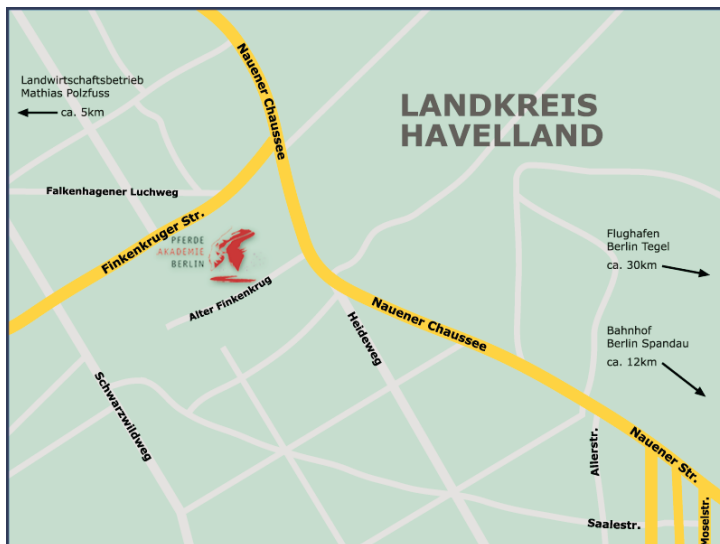 Landwirtschaftsbetrieb
Mathias Polzfuss
ca. 5km
Nauener Chaussee
LANDKREIS
HAVELLAND
Falkenhagener Luchweg
Finkenkruger Str.
PFERDE
AKADEMIE
BERLIN
Alter Finkenkrug
Flughafen
Berlin Tegel
ca. 30km
Nauener Chaussee
Heideweg
Bahnhof
Berlin Spandau
ca. 12km
Schwarzwildweg
Allerstr.
Nauener Str.
Saalestr.
Moselstr.